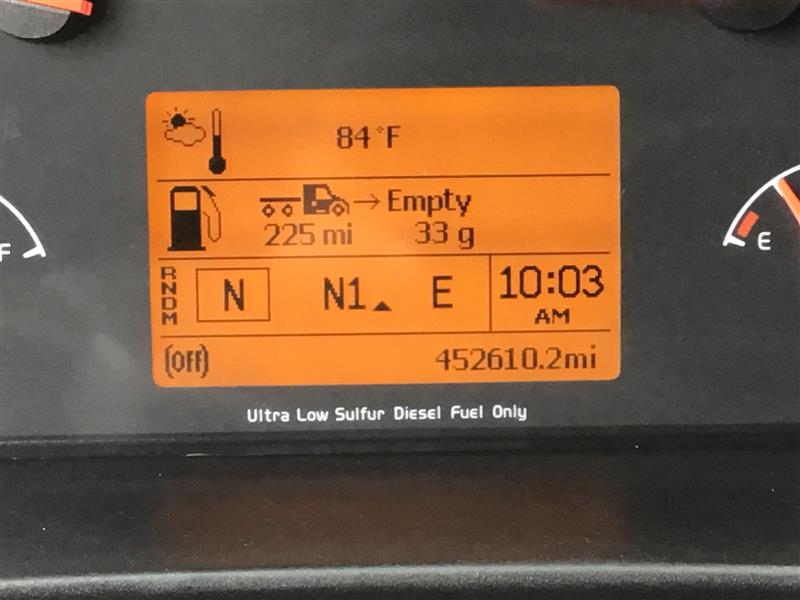 84°F
→ Empty
225 mi 33 g
RNDM N N1 E 10:03
AM
(Off) 452610.2mi
Ultra Low Sulfur Diesel Fuel Only
F
E